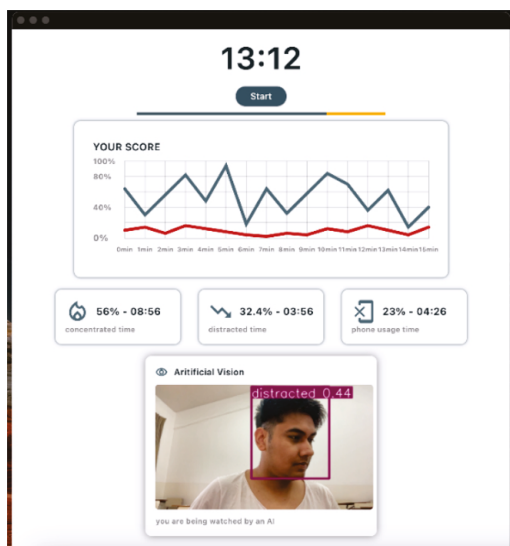 13:12
Start
YOUR SCORE
100%
80%
40%
0%
0min 1min 2min 3min 4min 5min 6min 7min 8min 9min 10min 11min 12min 13min 14min 15min
56% - 08:56
concentrated time
32.4% - 03:56
distracted time
23% - 04:26
phone usage time
Aritificial Vision
distracted 0.44
you are being watched by an AI